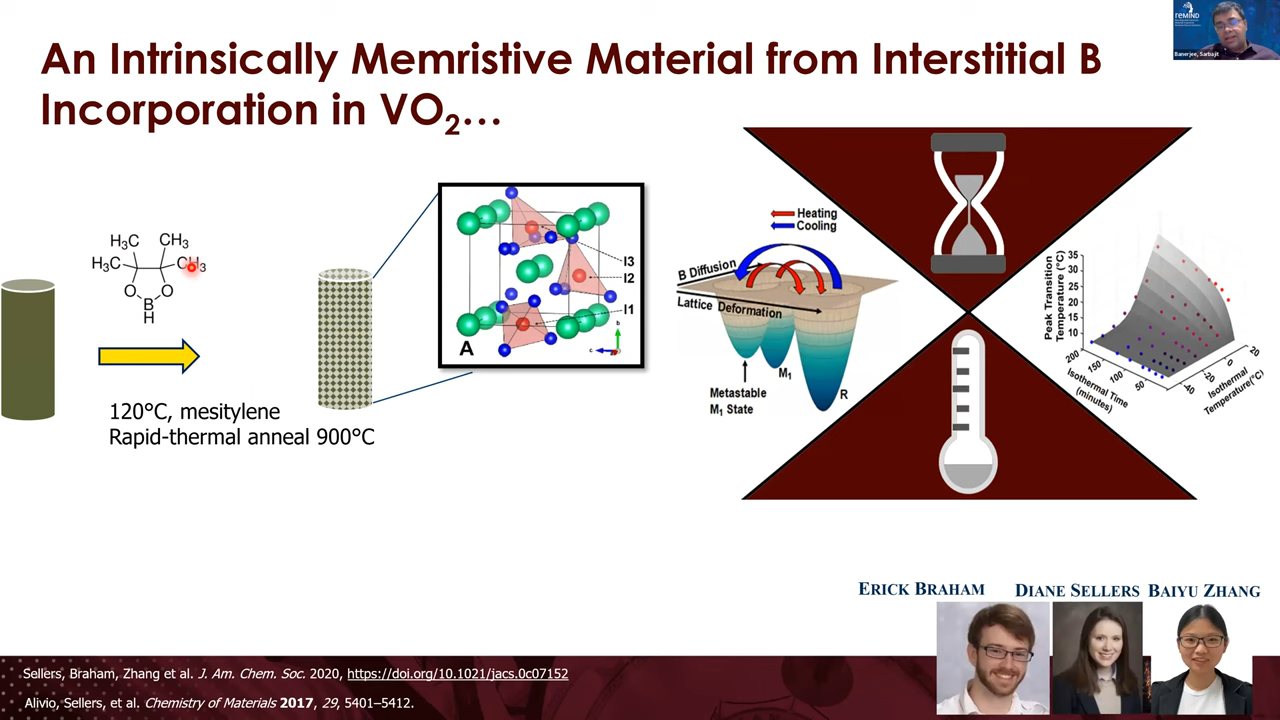 An Intrinsically Memristive Material from Interstitial B
Incorporation in VO₂...
reMIND
Banerjee, Sarbajit
H₃C
CH₃
H₃C
CH₃
O
O
B
H
120°C, mesitylene
Rapid-thermal anneal 900°C
I3
I2
I1
A
b
c
Heating
Cooling
B Diffusion
Lattice Deformation
Metastable
M₁ State
M₁
R
Peak Transition
Temperature (°C)
35
30
25
20
15
10
200
150
100
50
Isothermal Time
(minutes)
20
0
-20
-40
Isothermal
Temperature(°C)
ERICK BRAHAM
DIANE SELLERS
BAIYU ZHANG
Sellers, Braham, Zhang et al. J. Am. Chem. Soc. 2020, https://doi.org/10.1021/jacs.0c07152
Alivio, Sellers, et al. Chemistry of Materials 2017, 29, 5401–5412.